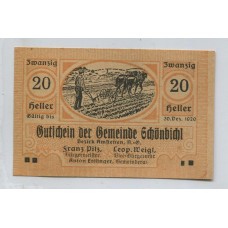 Zwanzig Zwanzig
20 20
Heller Heller
Gültig bis 30. Dez. 1920
Gutschein der Gemeinde Schönbichl
Bezirk Amstetten, N.-Ö.
Franz Pitz, Leop. Weigl,
Bürgermeister